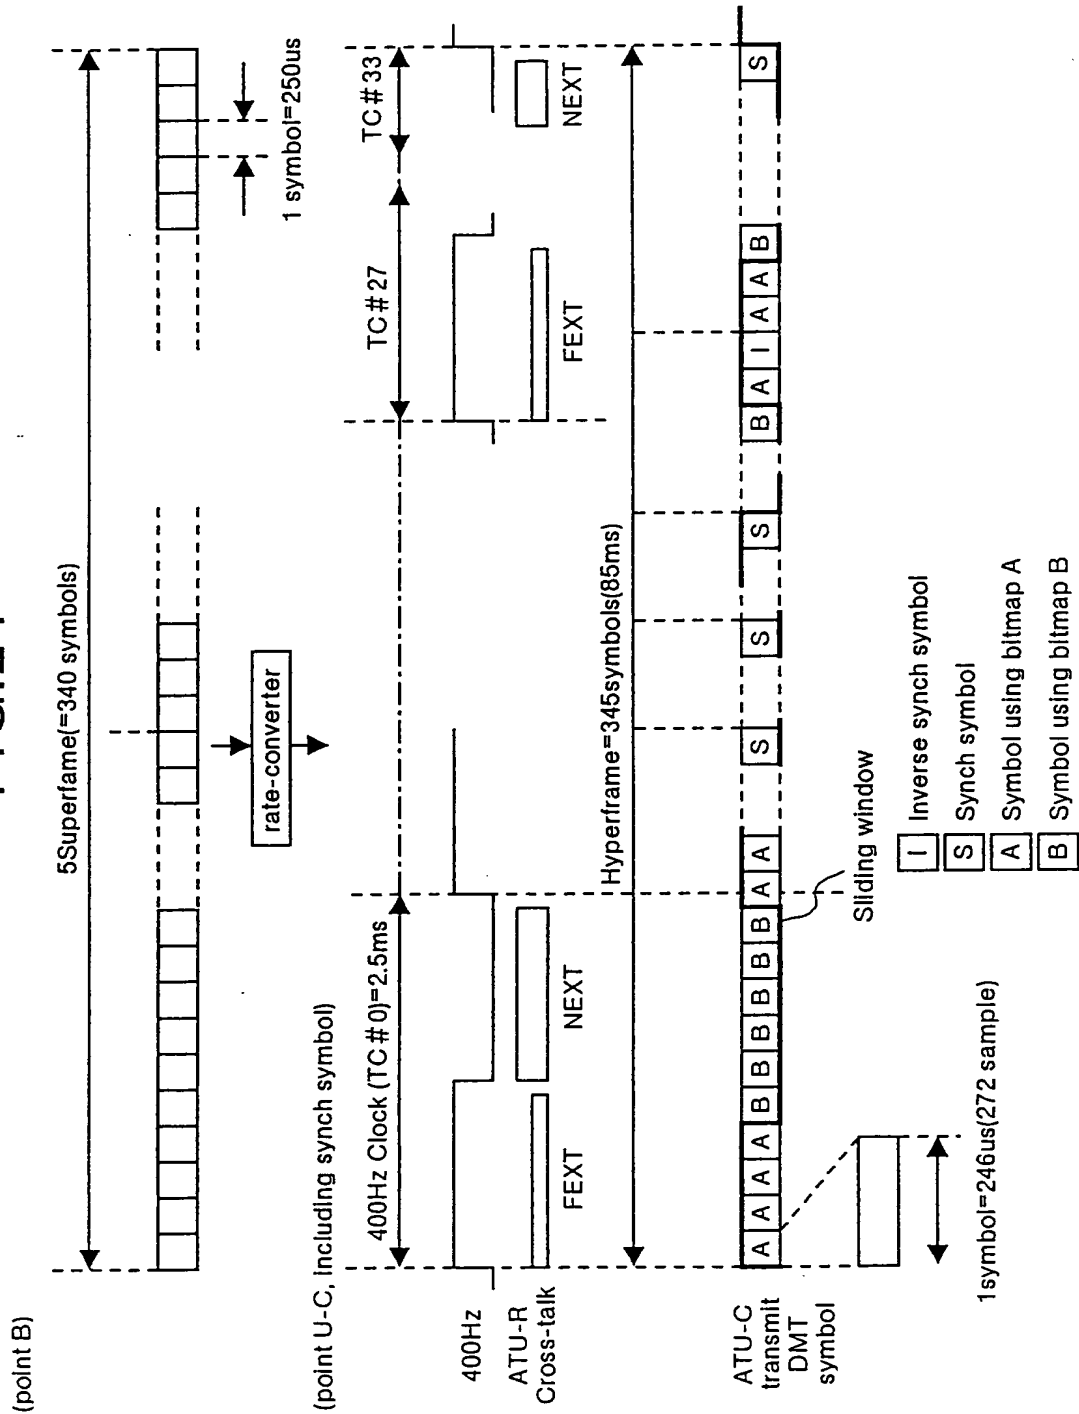 (point B)
5Superfame(=340 symbols)
1 symbol=250us
rate-converter
(point U-C, including synch symbol)
400Hz Clock (TC#0)=2.5ms
TC#27
TC#33
400Hz
ATU-R
Cross-talk
FEXT
NEXT
FEXT
NEXT
Hyperframe=345symbols(85ms)
ATU-C
transmit
DMT
symbol
A A A A B B B B B B A A S S S B A I A A B S
Sliding window
1symbol=246us(272 sample)
I Inverse synch symbol
S Synch symbol
A Symbol using bitmap A
B Symbol using bitmap B